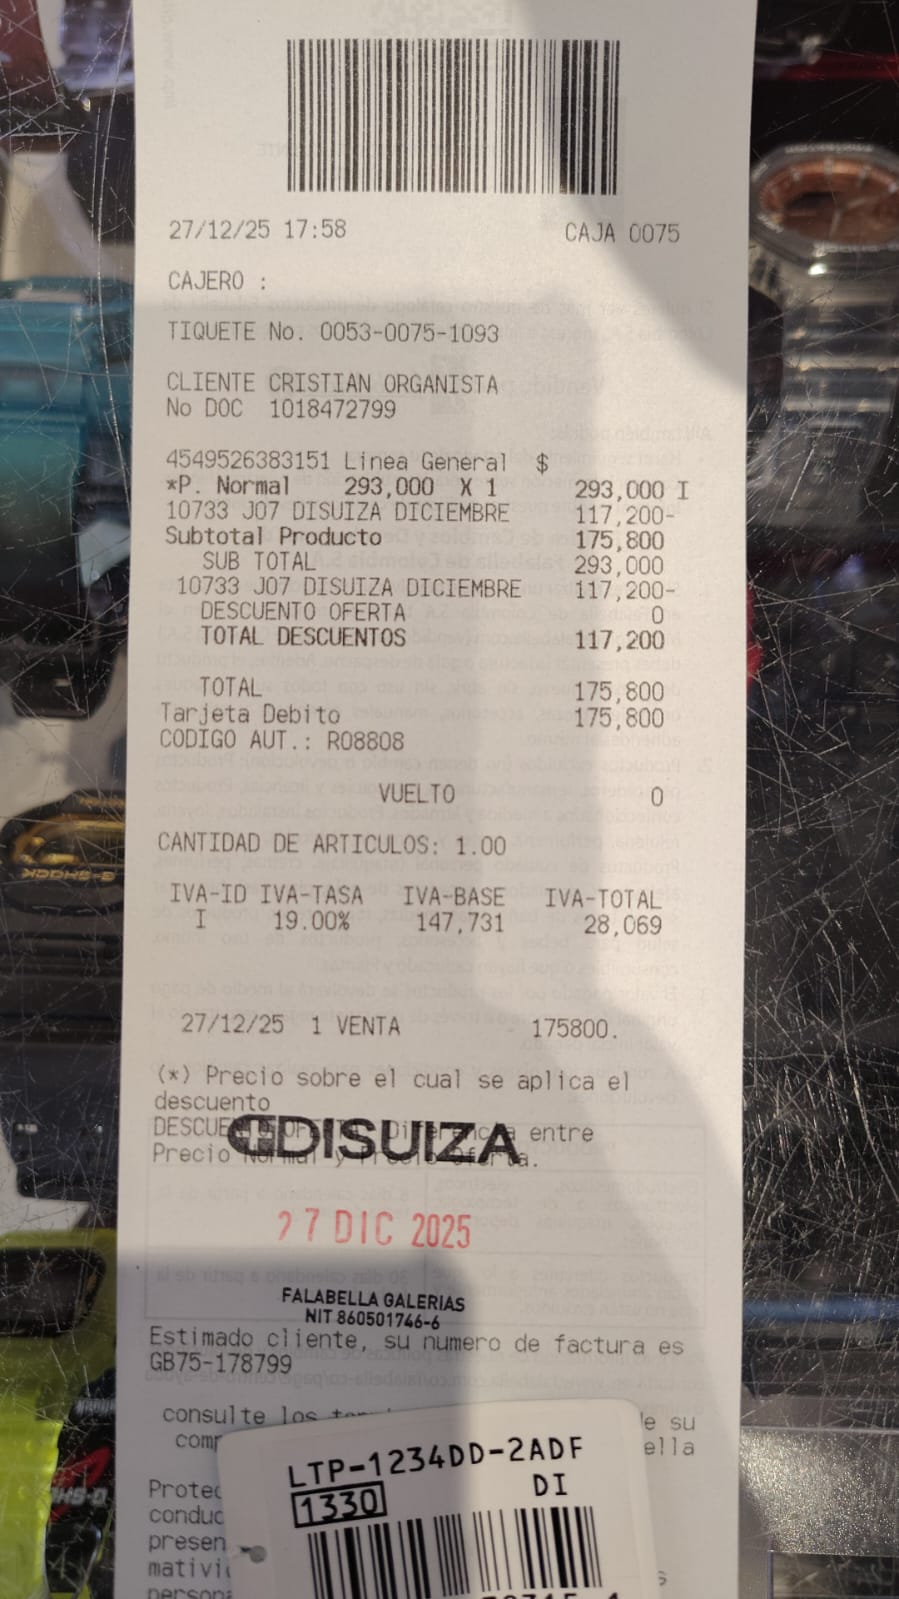 27/12/25 17:58 CAJA 0075
CAJERO :
TIQUETE No. 0053-0075-1093
CLIENTE CRISTIAN ORGANISTA
No DOC 1018472799
4549526383151 Linea General $
*P. Normal 293,000 X 1 293,000 I
10733 J07 DISUIZA DICIEMBRE 117,200-
Subtotal Producto 175,800
SUB TOTAL 293,000
10733 J07 DISUIZA DICIEMBRE 117,200-
DESCUENTO OFERTA 0
TOTAL DESCUENTOS 117,200
TOTAL 175,800
Tarjeta Debito 175,800
CODIGO AUT.: R08808
VUELTO 0
CANTIDAD DE ARTICULOS: 1.00
IVA-ID IVA-TASA IVA-BASE IVA-TOTAL
I 19.00% 147,731 28,069
27/12/25 1 VENTA 175800.
(*) Precio sobre el cual se aplica el
descuento
entre
Precio
DISUIZA
27 DIC 2025
FALABELLA GALERIAS
NIT 860501746-6
Estimado cliente, su numero de factura es
GB75-178799
consulte los
LTP-1234DD-2ADF
1330 DI
G-SHOCK